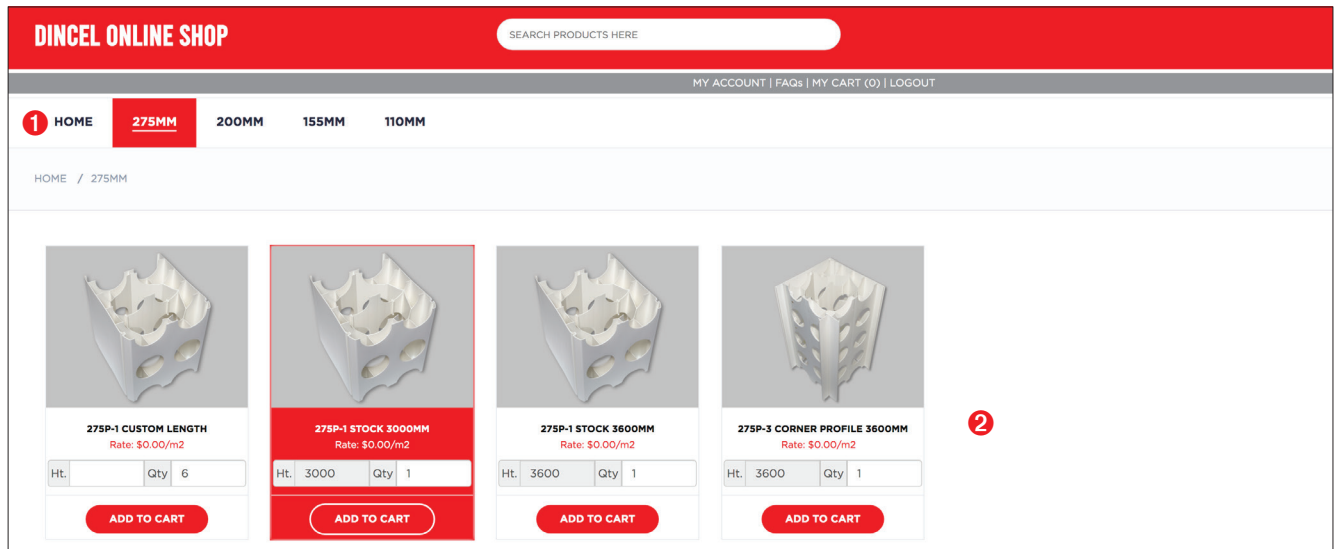 DINCEL ONLINE SHOP
SEARCH PRODUCTS HERE
MY ACCOUNT | FAQs | MY CART (0) | LOGOUT
1 HOME 275MM 200MM 155MM 110MM
HOME / 275MM
275P-1 CUSTOM LENGTH
Rate: $0.00/m2
Ht. Qty 6
ADD TO CART
275P-1 STOCK 3000MM
Rate: $0.00/m2
Ht. 3000 Qty 1
ADD TO CART
275P-1 STOCK 3600MM
Rate: $0.00/m2
Ht. 3600 Qty 1
ADD TO CART
275P-3 CORNER PROFILE 3600MM
Rate: $0.00/m2
Ht. 3600 Qty 1
ADD TO CART
2